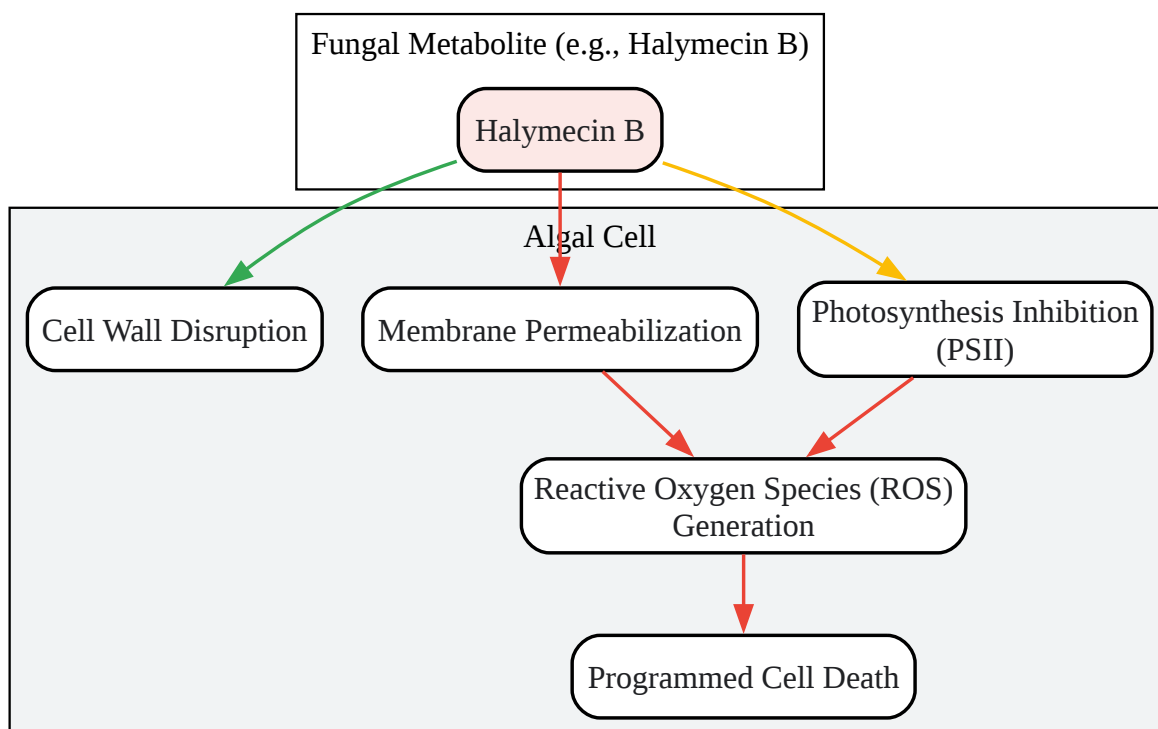 Fungal Metabolite (e.g., Halymecin B)
Halymecin B
Algal Cell
Cell Wall Disruption
Membrane Permeabilization
Photosynthesis Inhibition
(PSII)
Reactive Oxygen Species (ROS)
Generation
Programmed Cell Death